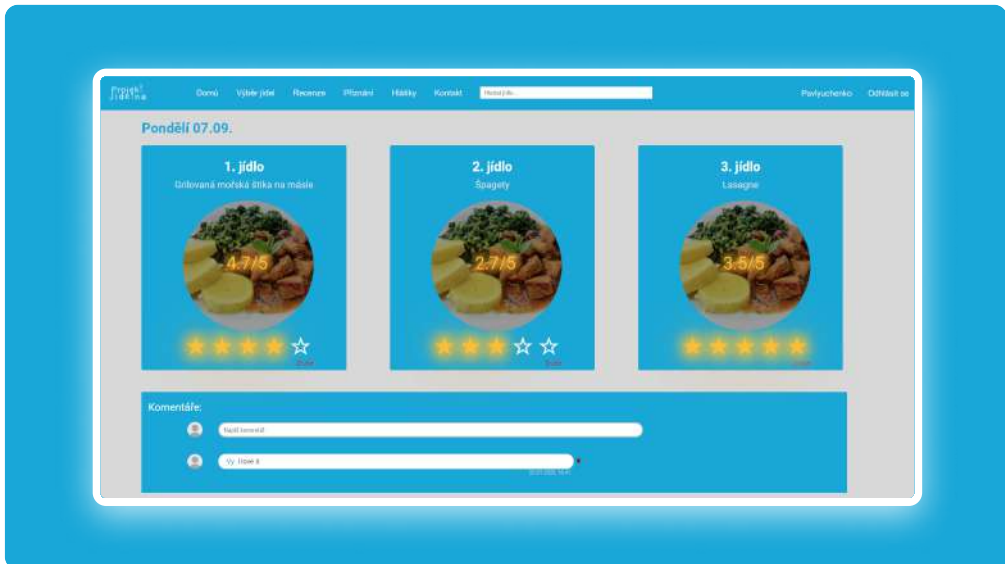 Projekt
Jídelna
Domů Výběr jídel Recenze Přiznání Hlášky Kontakt
Pavlyuchenko Odhlásit se
Pondělí 07.09.
1. jídlo
Grilovaná mořská štika na másle
4.7/5
2. jídlo
Špagety
2.7/5
3. jídlo
Lasagne
3.5/5
Komentáře:
Napiš komentář